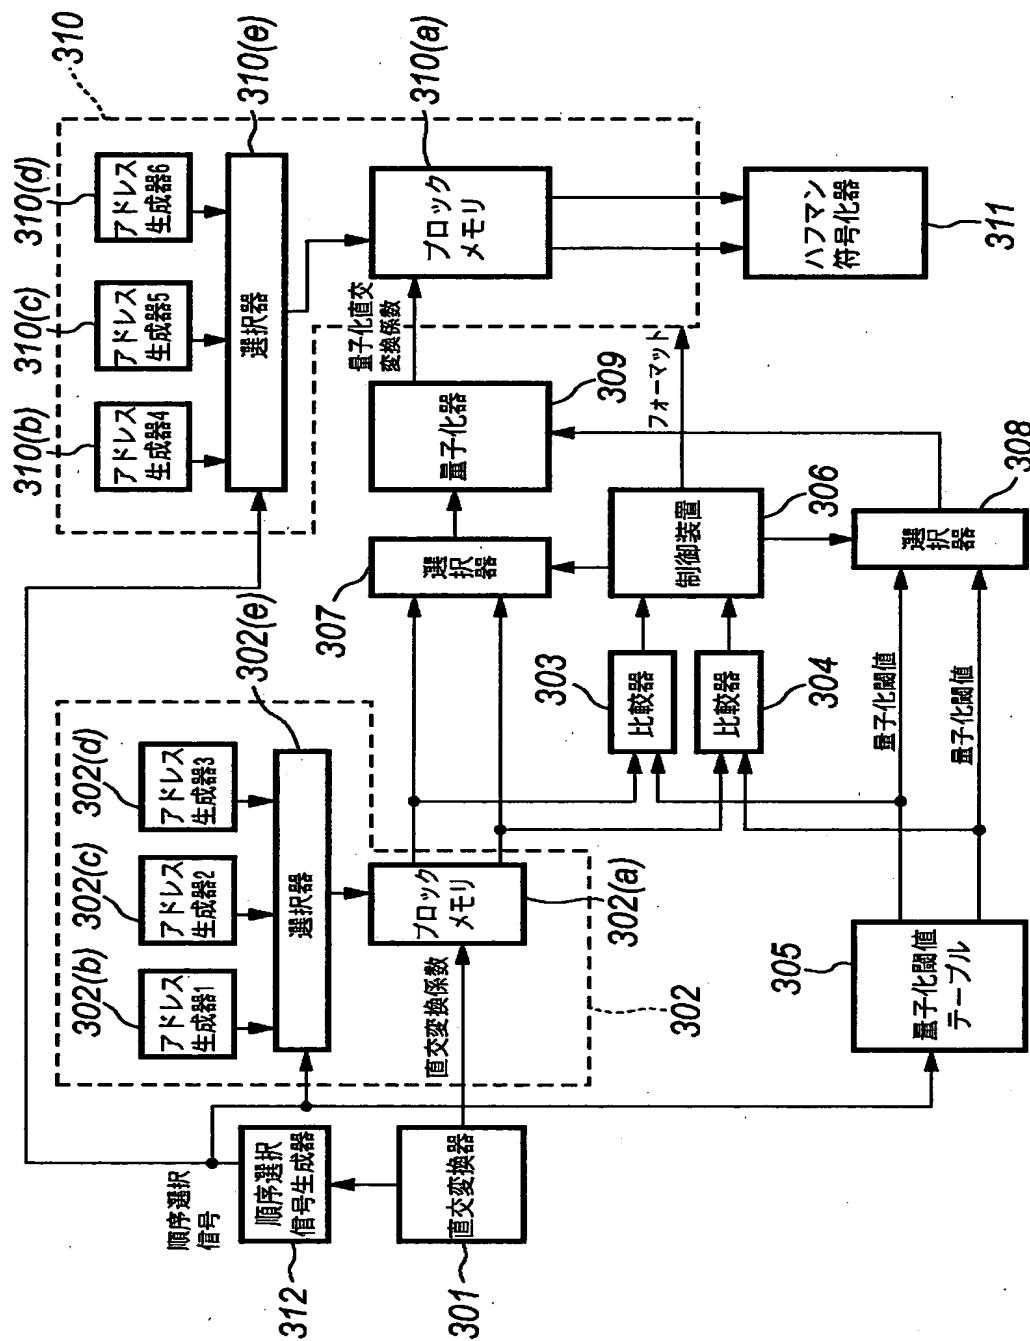 310
310(d)
アドレス
生成器6
310(c)
アドレス
生成器5
310(b)
アドレス
生成器4
選択器
310(e)
ブロック
メモリ
310(a)
ハフマン
符号化器
311
量子化直交
変換係数
量子化器
309
フォーマット
選択器
307
制御装置
306
選択器
308
比較器
303
比較器
304
量子化閾値
量子化閾値
302(d)
アドレス
生成器3
302(c)
アドレス
生成器2
302(b)
アドレス
生成器1
選択器
302(e)
ブロック
メモリ
302(a)
302
直交変換係数
量子化閾値
テーブル
305
順序選択
信号
順序選択
信号生成器
312
直交変換器
301